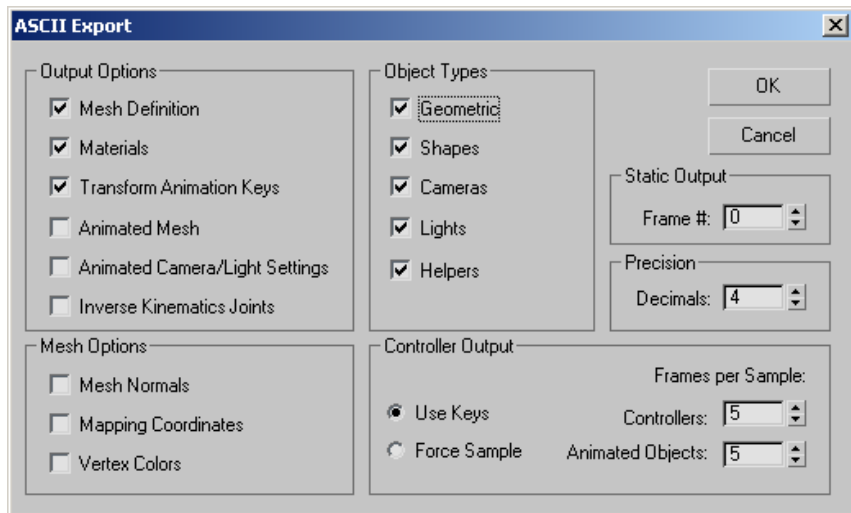 ASCII Export
Output Options
Mesh Definition
Materials
Transform Animation Keys
Animated Mesh
Animated Camera/Light Settings
Inverse Kinematics Joints
Object Types
Geometric
Shapes
Cameras
Lights
Helpers
OK
Cancel
Static Output
Frame #: 0
Precision
Decimals: 4
Mesh Options
Mesh Normals
Mapping Coordinates
Vertex Colors
Controller Output
Frames per Sample:
Use Keys
Controllers: 5
Force Sample
Animated Objects: 5